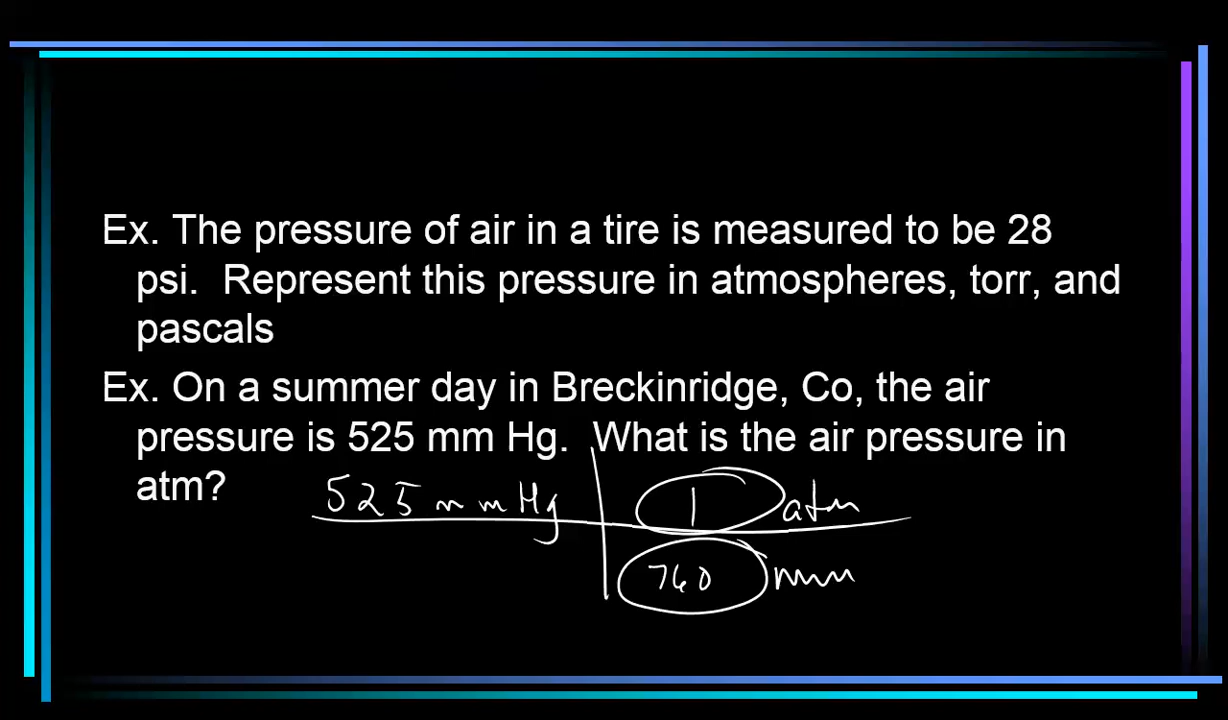 Ex. The pressure of air in a tire is measured to be 28
psi. Represent this pressure in atmospheres, torr, and
pascals
Ex. On a summer day in Breckinridge, Co, the air
pressure is 525 mm Hg. What is the air pressure in
atm?
525 mm Hg 1 atm
760 mm